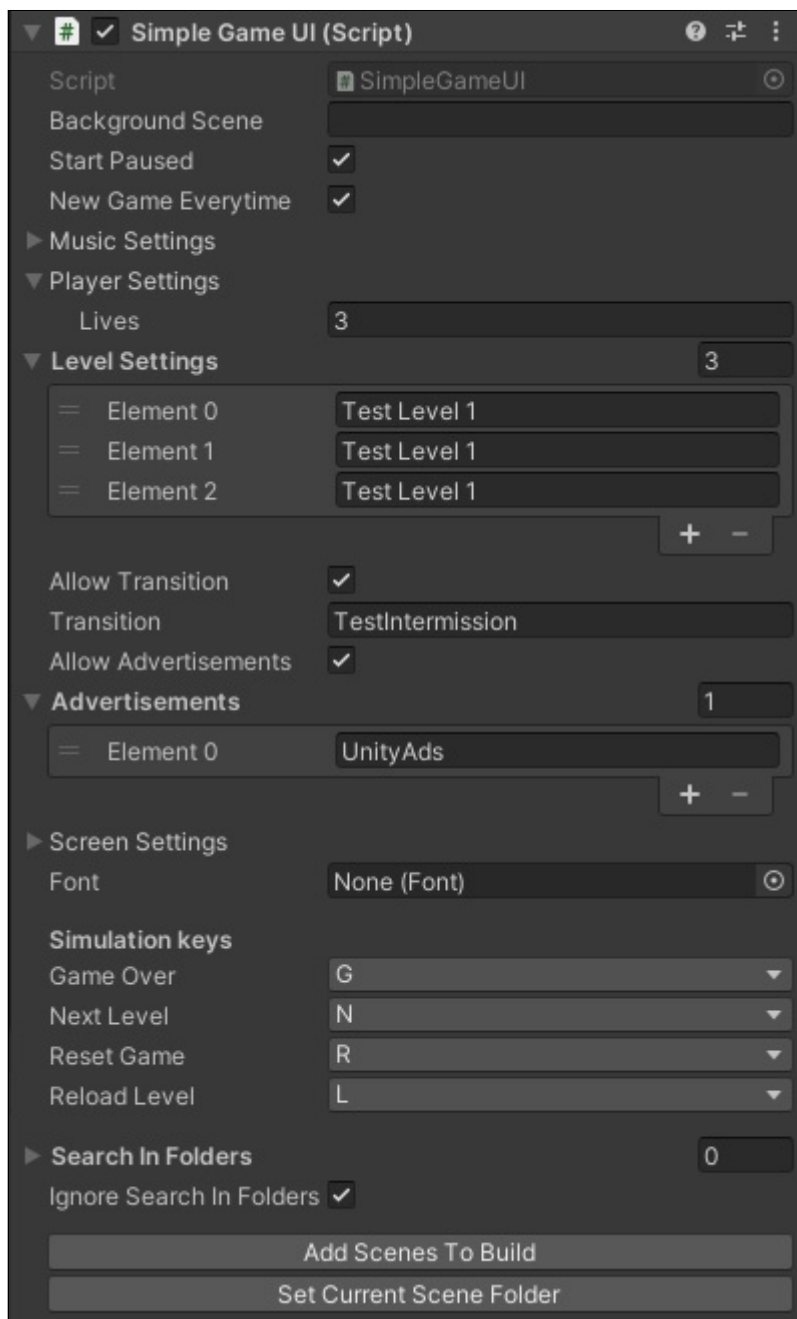 # Simple Game UI (Script)
Script # SimpleGameUI
Background Scene
Start Paused
New Game Everytime
Music Settings
Player Settings
Lives 3
Level Settings 3
Element 0 Test Level 1
Element 1 Test Level 1
Element 2 Test Level 1
+ −
Allow Transition
Transition TestIntermission
Allow Advertisements
Advertisements 1
Element 0 UnityAds
+ −
Screen Settings
Font None (Font)
Simulation keys
Game Over G
Next Level N
Reset Game R
Reload Level L
Search In Folders 0
Ignore Search In Folders
Add Scenes To Build
Set Current Scene Folder